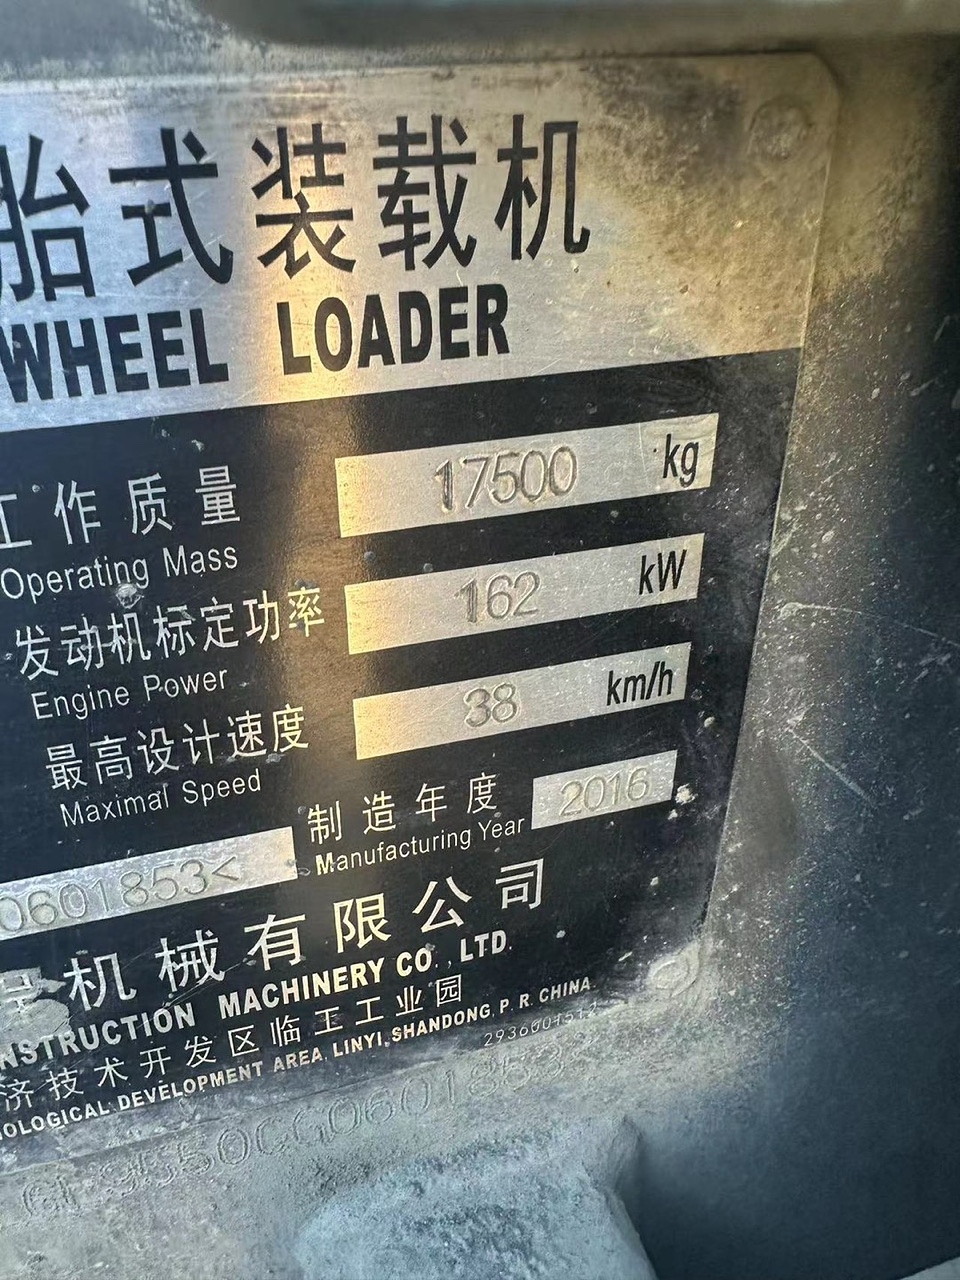 胎式装载机
WHEEL LOADER
工作质量 17500 kg
Operating Mass
发动机标定功率 162 kW
Engine Power
最高设计速度 38 km/h
Maximal Speed
制造年度 2016
Manufacturing Year
0601853<
机械有限公司
NSTRUCTION MACHINERY CO., LTD.
济技术开发区临工工业园
OLOGICAL DEVELOPMENT AREA, LINYI, SHANDONG, P. R. CHINA